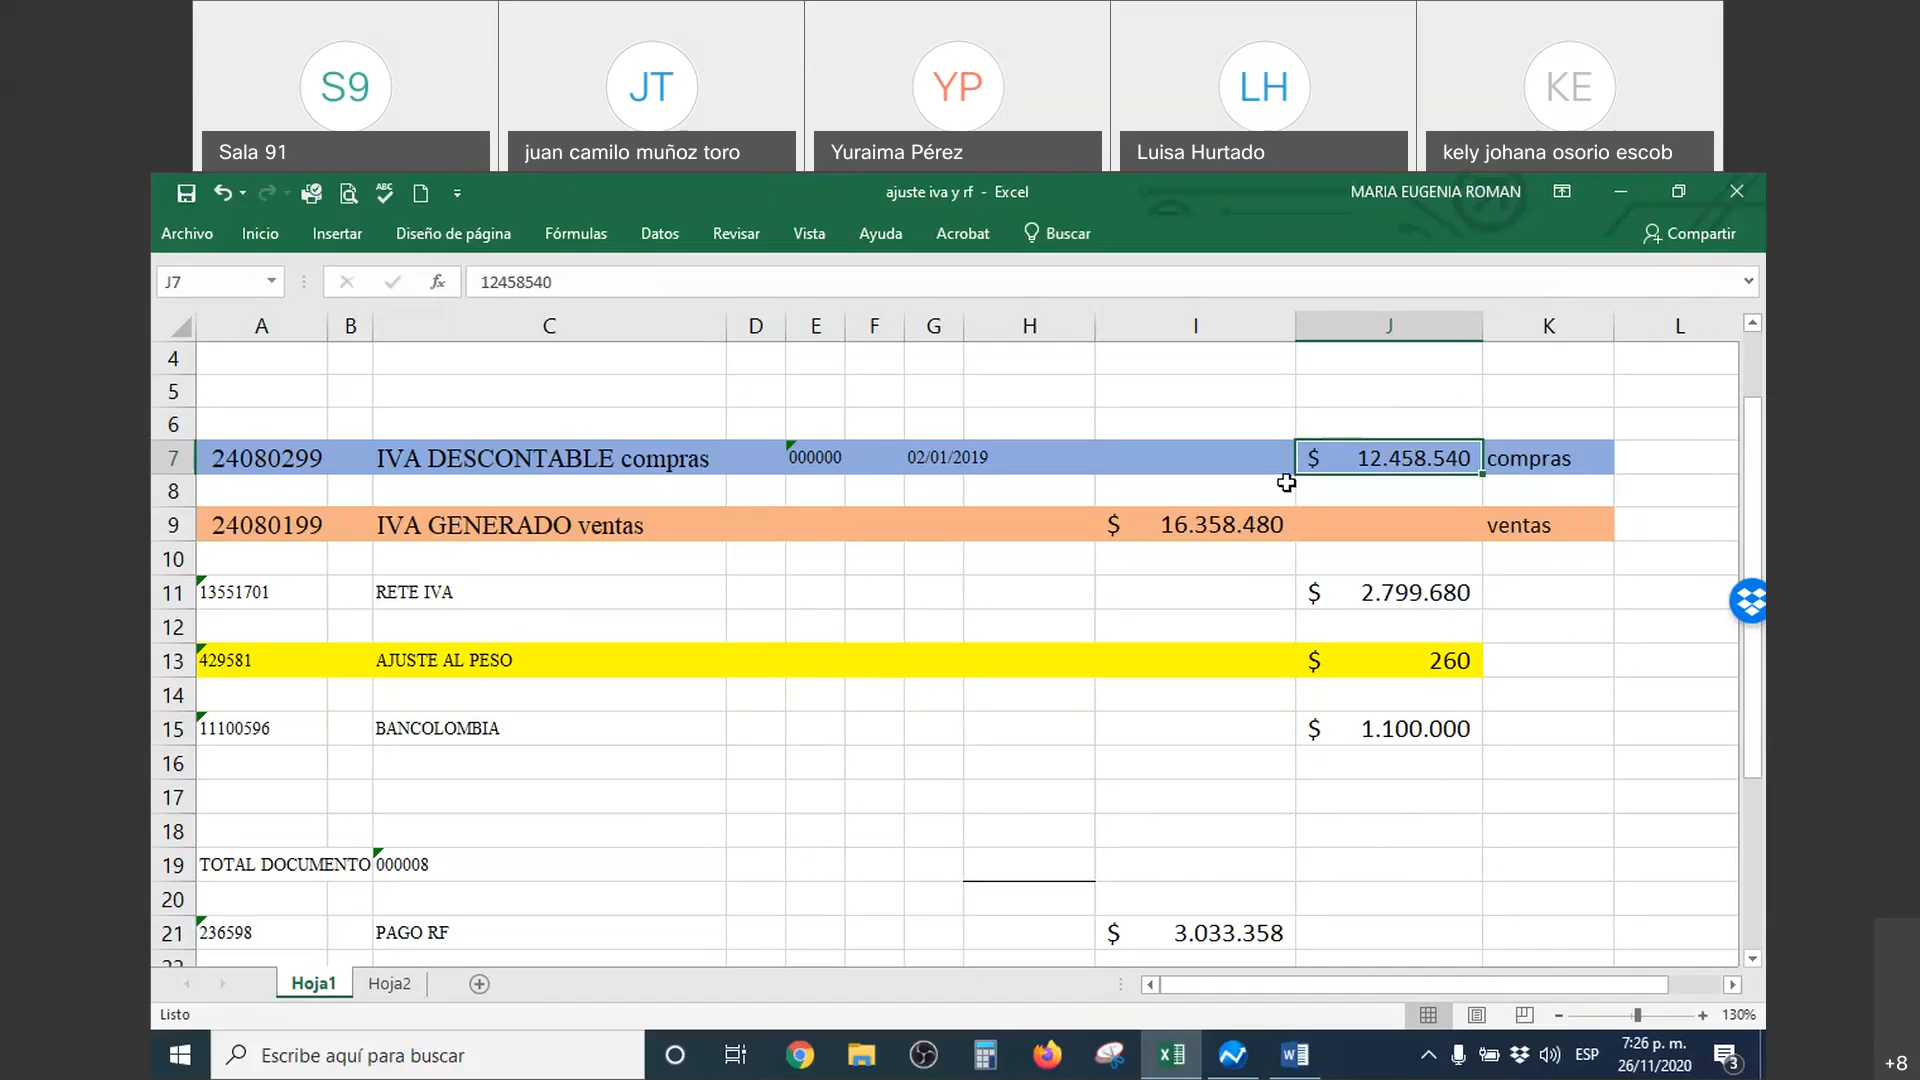 S9
JT
YP
LH
KE
Sala 91
juan camilo muñoz toro
Yuraima Pérez
Luisa Hurtado
kely johana osorio escob
ABC
ajuste iva y rf - Excel
MARIA EUGENIA ROMAN
Archivo
Inicio
Insertar
Diseño de página
Fórmulas
Datos
Revisar
Vista
Ayuda
Acrobat
Buscar
Compartir
J7
fx
12458540
A B C D E F G H I J K L
4
5
6
7 24080299 IVA DESCONTABLE compras 000000 02/01/2019 $ 12.458.540 compras
8
9 24080199 IVA GENERADO ventas $ 16.358.480 ventas
10
11 13551701 RETE IVA $ 2.799.680
12
13 429581 AJUSTE AL PESO $ 260
14
15 11100596 BANCOLOMBIA $ 1.100.000
16
17
18
19 TOTAL DOCUMENTO 000008
20
21 236598 PAGO RF $ 3.033.358
22
Hoja1
Hoja2
Listo
130%
Escribe aquí para buscar
ESP
7:26 p. m.
26/11/2020
3
+8